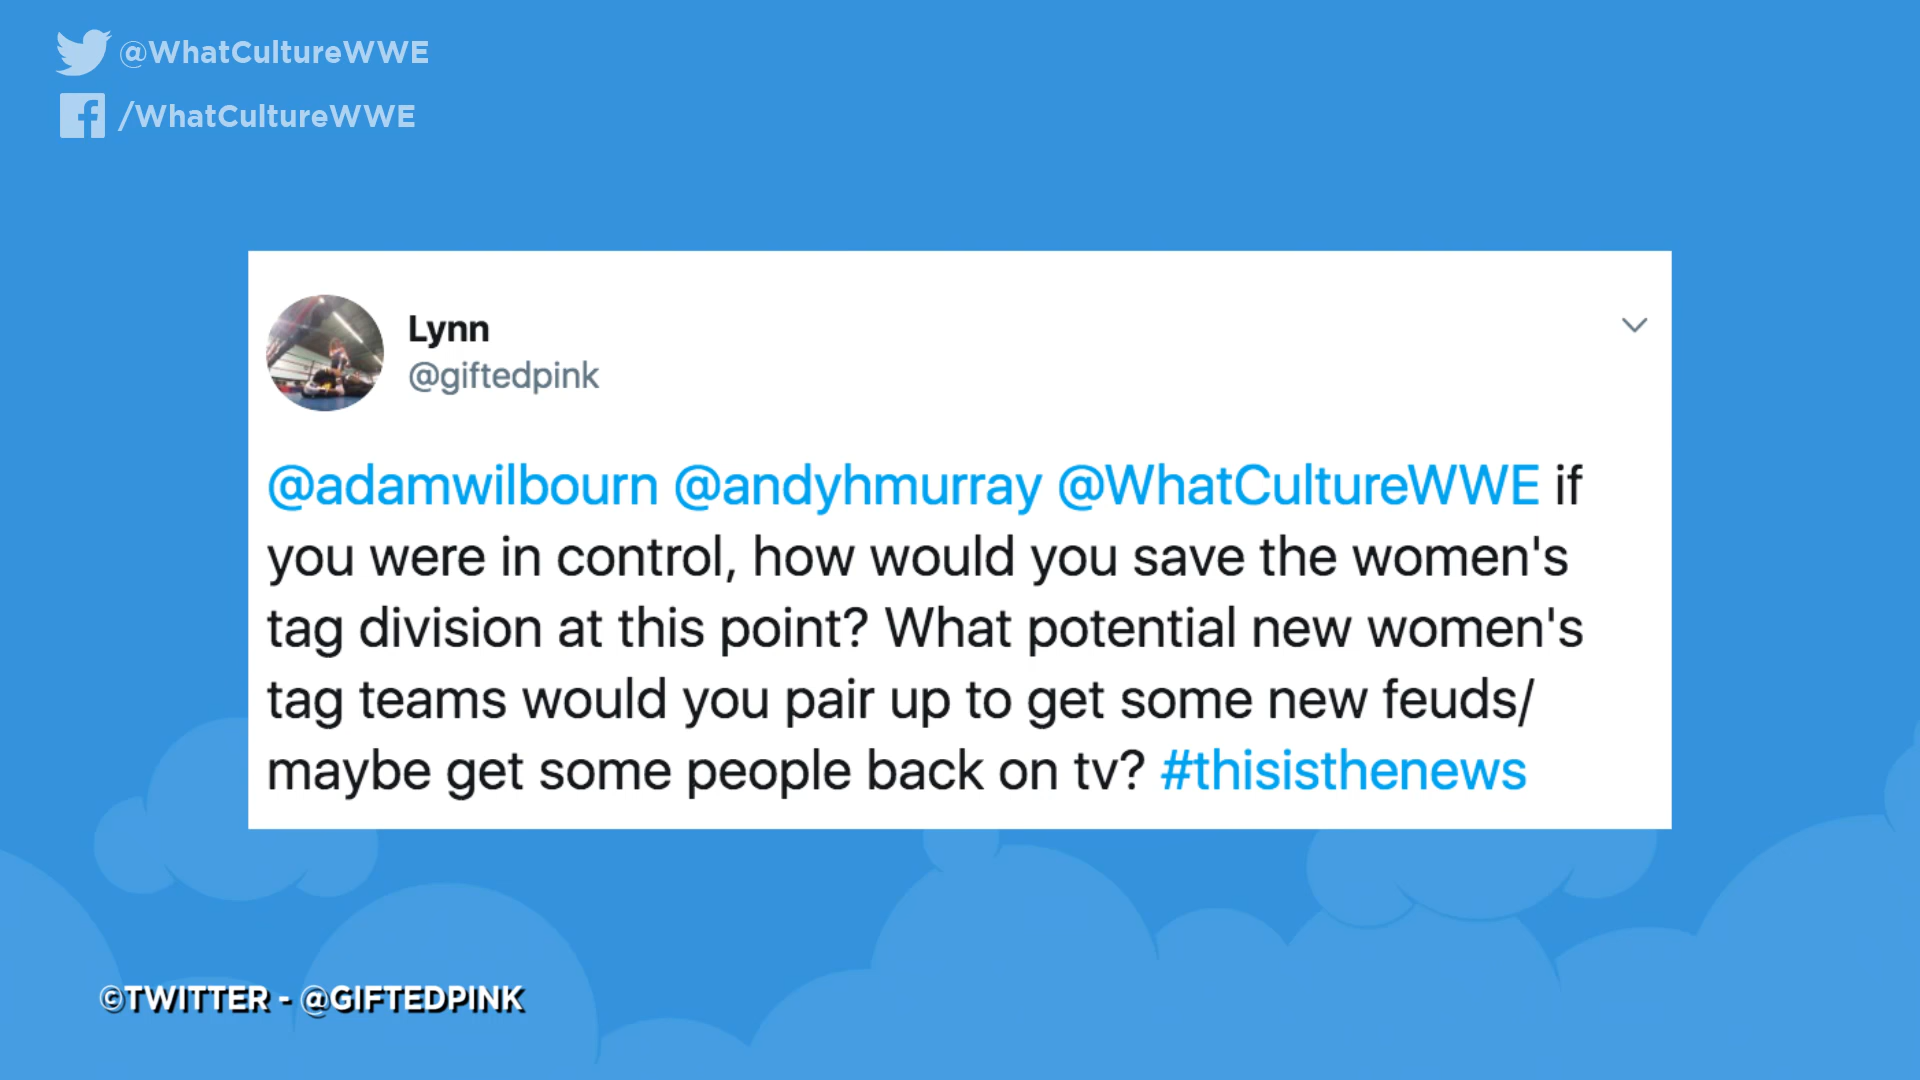 @WhatCultureWWE
/WhatCultureWWE
Lynn
@giftedpink
@adamwilbourn @andyhmurray @WhatCultureWWE if
you were in control, how would you save the women's
tag division at this point? What potential new women's
tag teams would you pair up to get some new feuds/
maybe get some people back on tv? #thisisthenews
©TWITTER - @GIFTEDPINK